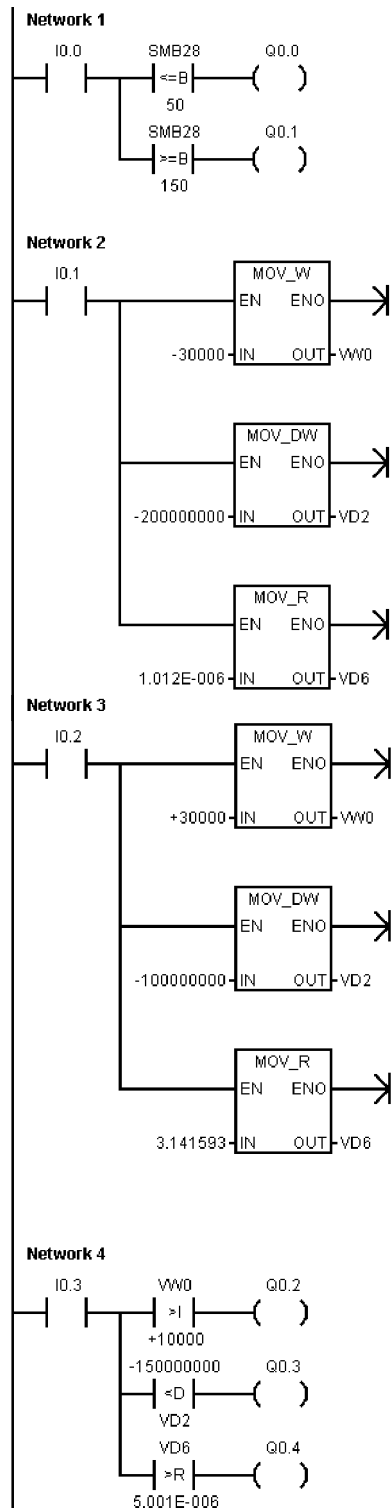 Network 1
I0.0
SMB28
Q0.0
<=B
50
SMB28
Q0.1
>=B
150
Network 2
I0.1
MOV_W
EN ENO
-30000 IN OUT VW0
MOV_DW
EN ENO
-200000000 IN OUT VD2
MOV_R
EN ENO
1.012E-006 IN OUT VD6
Network 3
I0.2
MOV_W
EN ENO
+30000 IN OUT VW0
MOV_DW
EN ENO
-100000000 IN OUT VD2
MOV_R
EN ENO
3.141593 IN OUT VD6
Network 4
I0.3
VW0
Q0.2
>I
+10000
-150000000
Q0.3
<D
VD2
VD6
Q0.4
>R
5.001E-006